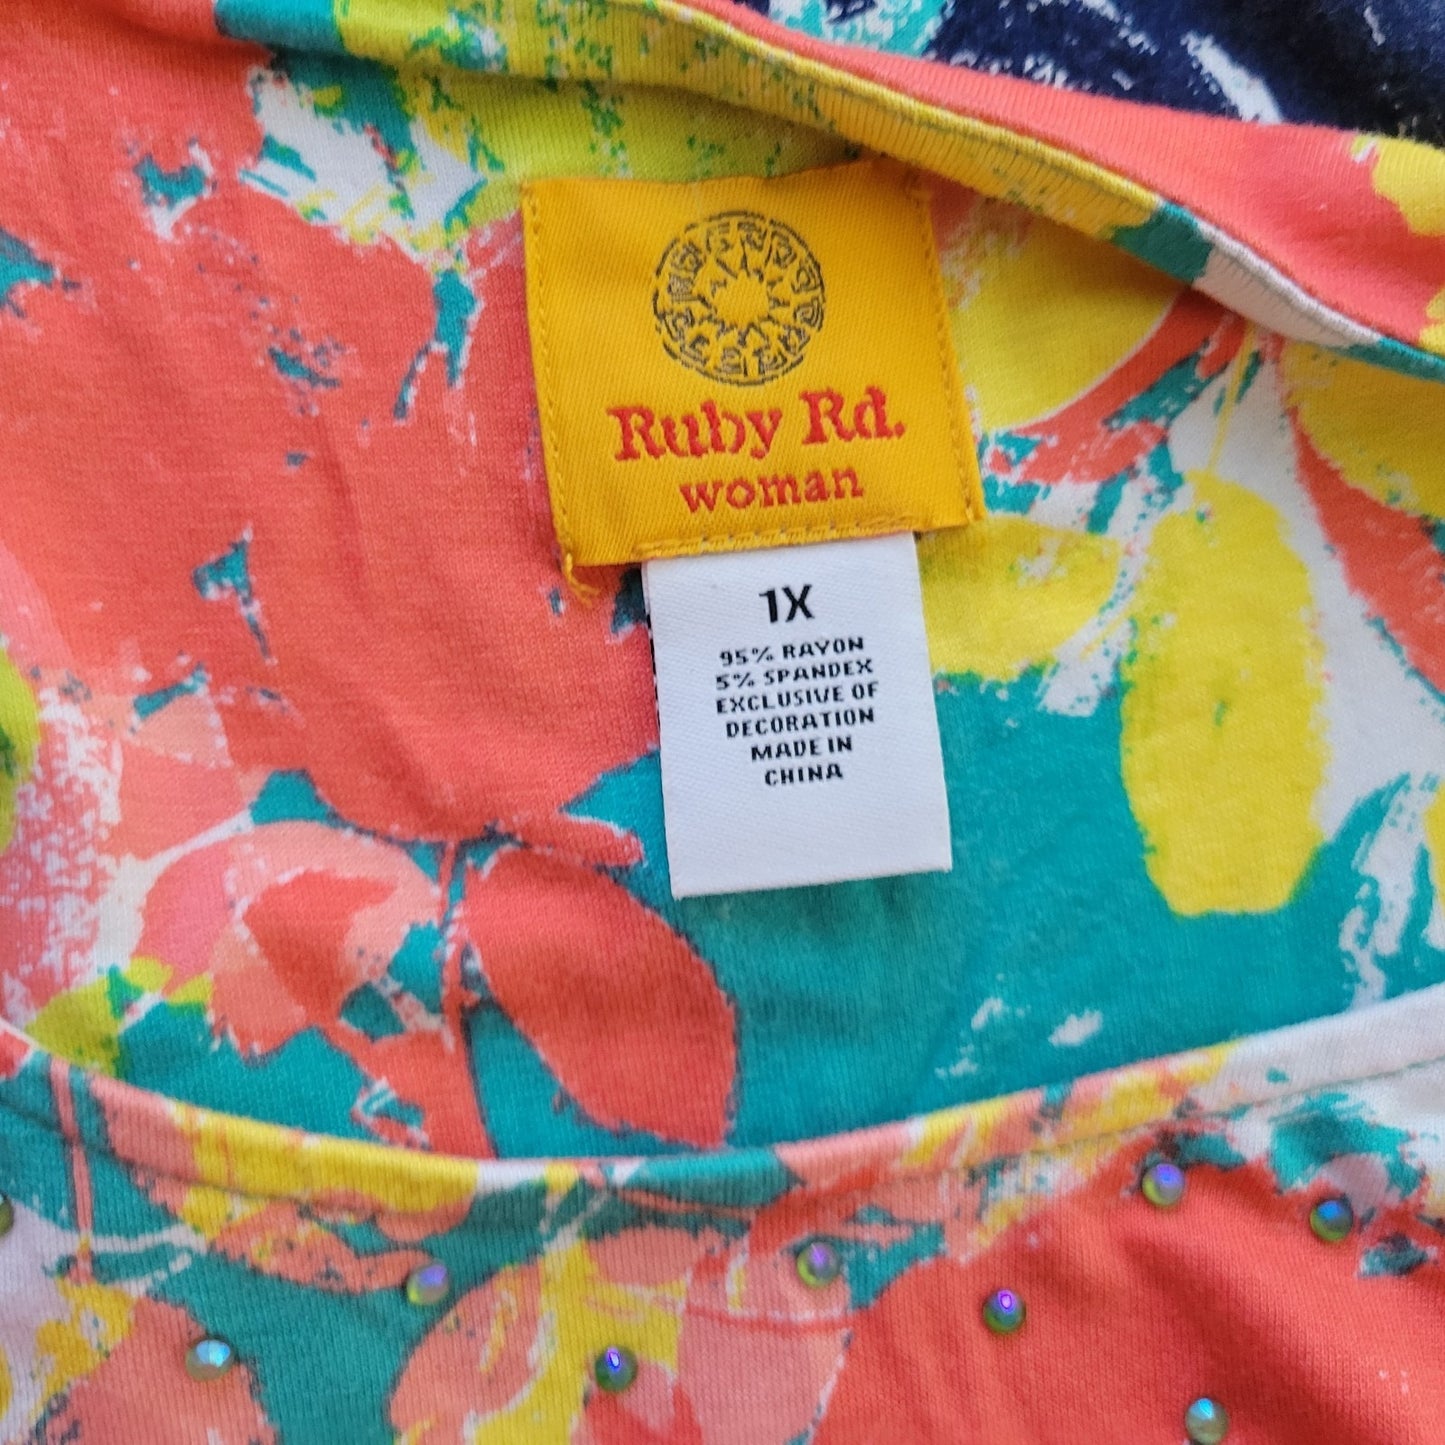 Ruby Rd.
woman
1X
95% RAYON
5% SPANDEX
EXCLUSIVE OF
DECORATION
MADE IN
CHINA